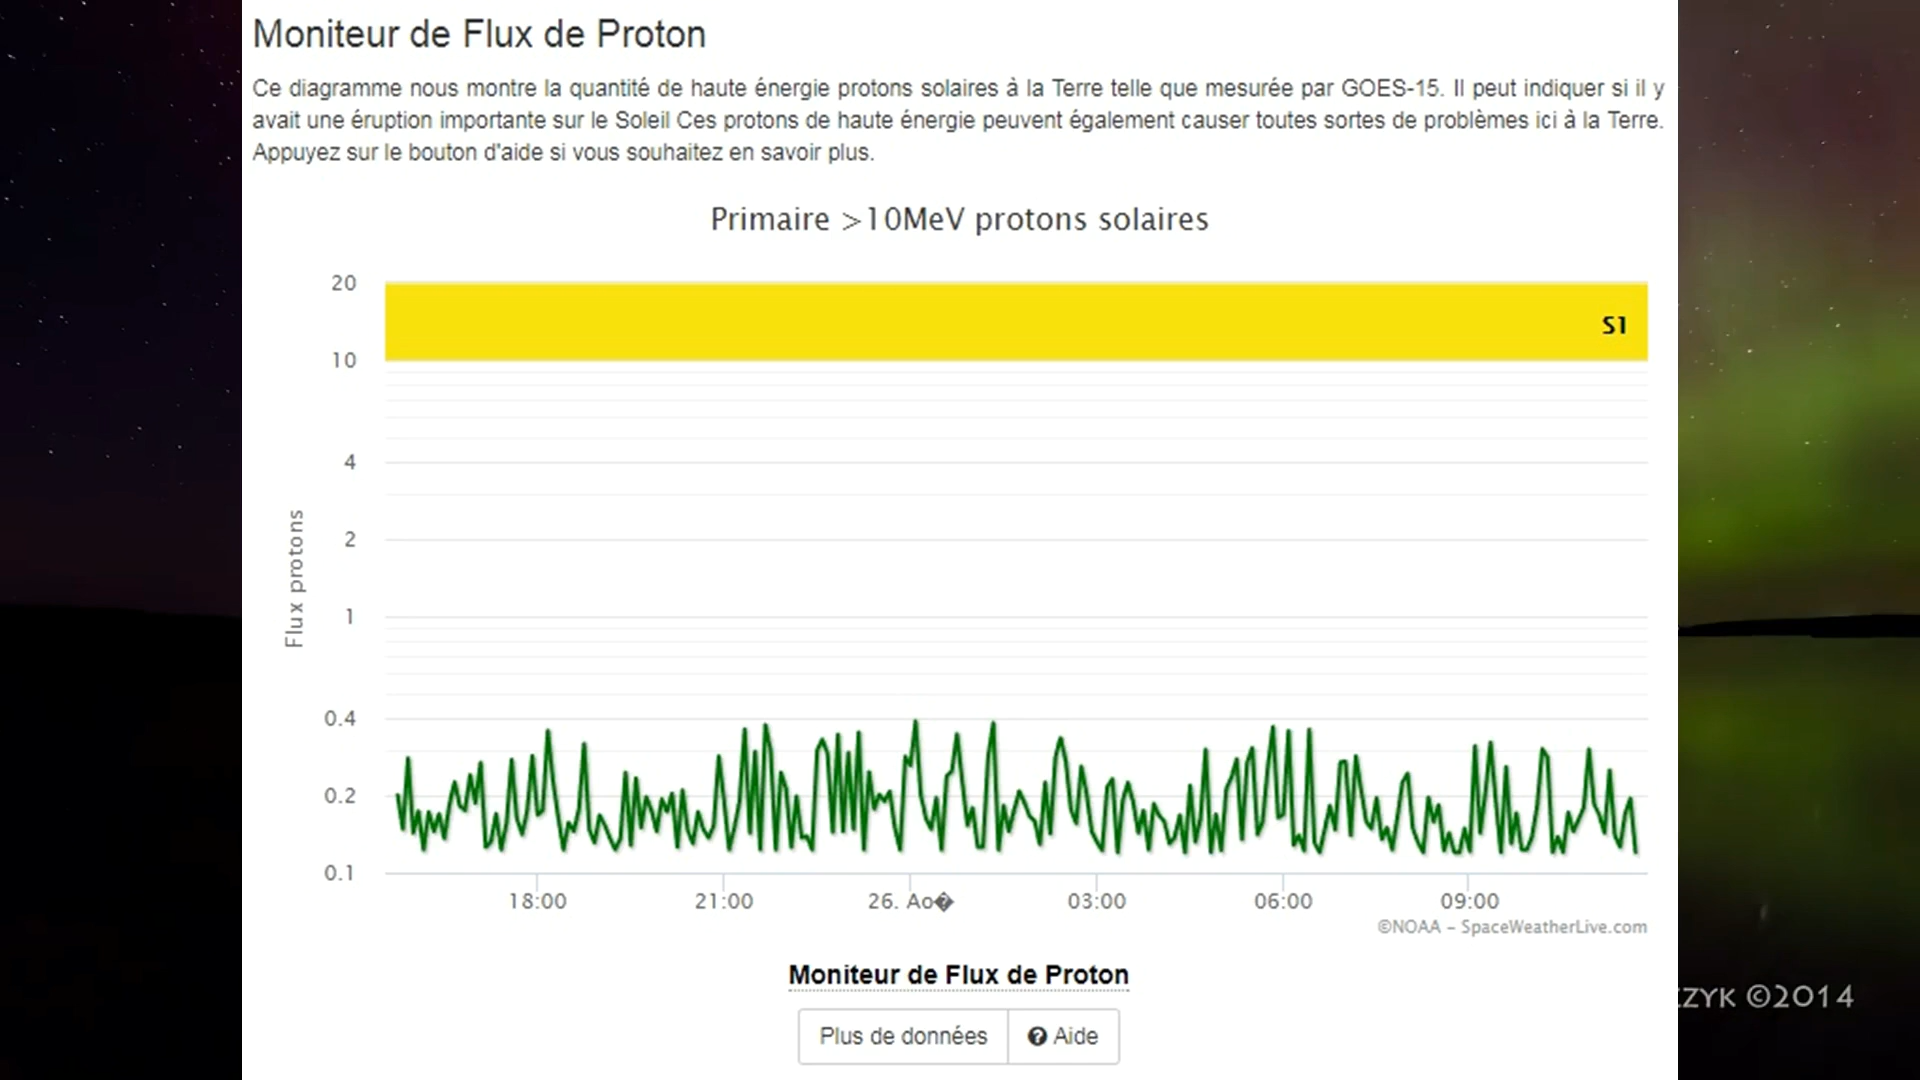 Moniteur de Flux de Proton
Ce diagramme nous montre la quantité de haute énergie protons solaires à la Terre telle que mesurée par GOES-15. Il peut indiquer si il y
avait une éruption importante sur le Soleil Ces protons de haute énergie peuvent également causer toutes sortes de problèmes ici à la Terre.
Appuyez sur le bouton d'aide si vous souhaitez en savoir plus.
Primaire >10MeV protons solaires
20
S1
10
4
2
1
0.4
0.2
0.1
Flux protons
18:00 21:00 26. Ao� 03:00 06:00 09:00
©NOAA – SpaceWeatherLive.com
Moniteur de Flux de Proton
ZYK ©2014
Plus de données
Aide